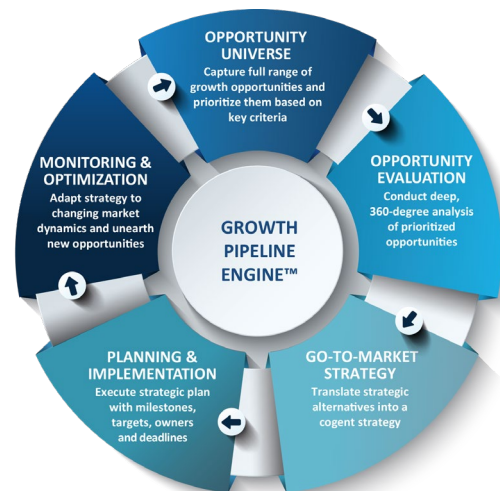 OPPORTUNITY
UNIVERSE
Capture full range of
growth opportunities and
prioritize them based on
key criteria
OPPORTUNITY
EVALUATION
Conduct deep,
360-degree analysis
of prioritized
opportunities
GO-TO-MARKET
STRATEGY
Translate strategic
alternatives into a
cogent strategy
PLANNING &
IMPLEMENTATION
Execute strategic plan
with milestones,
targets, owners
and deadlines
MONITORING &
OPTIMIZATION
Adapt strategy to
changing market
dynamics and unearth
new opportunities
GROWTH
PIPELINE
ENGINE™